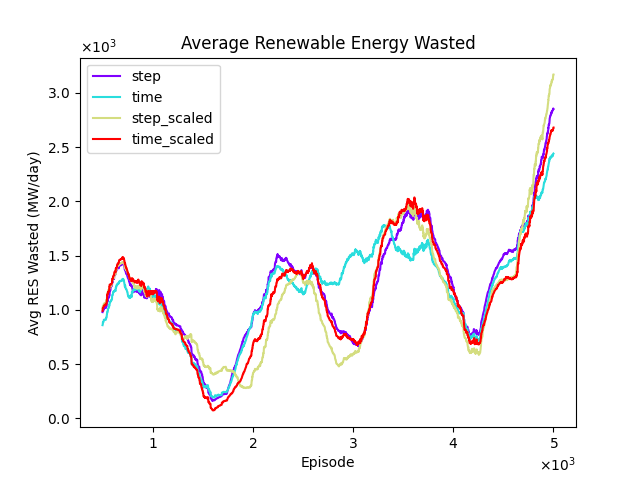 Average Renewable Energy Wasted
×10³
3.0
2.5
2.0
1.5
1.0
0.5
0.0
Avg RES Wasted (MW/day)
step
time
step_scaled
time_scaled
1
2
3
4
5
Episode
×10³